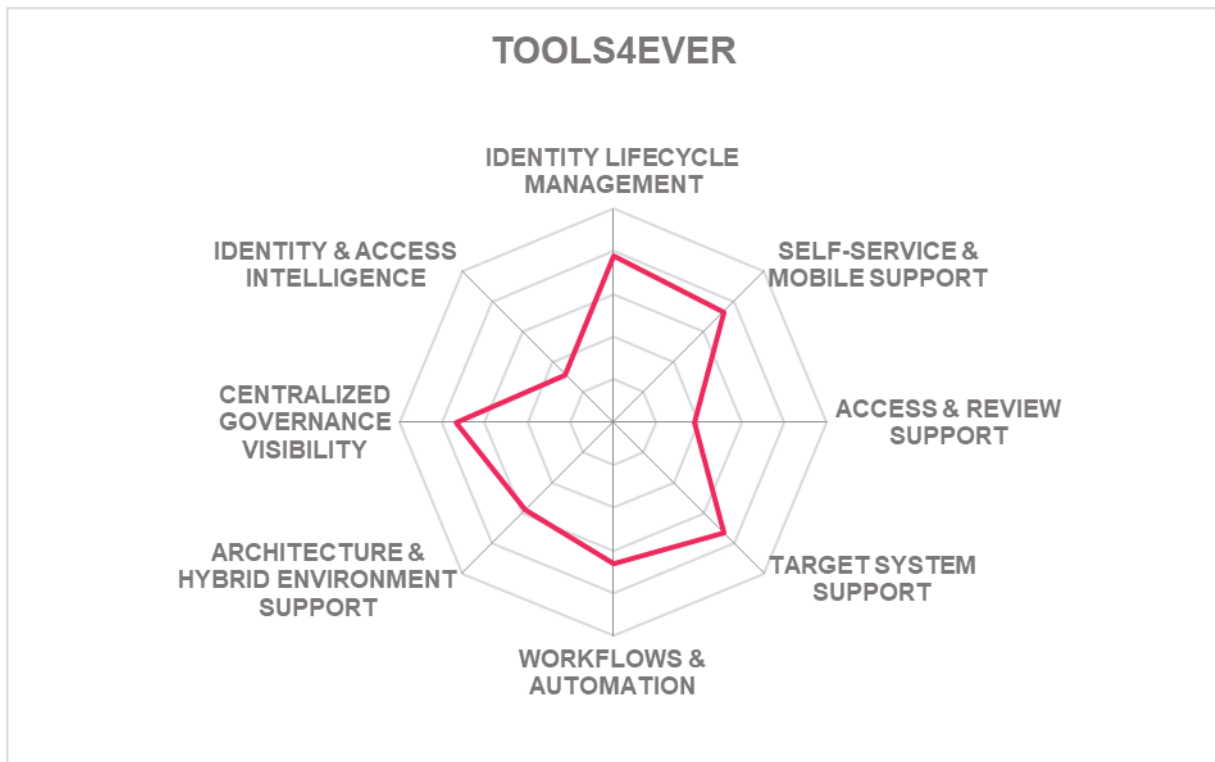 TOOLS4EVER
IDENTITY LIFECYCLE
MANAGEMENT
IDENTITY & ACCESS
INTELLIGENCE
SELF-SERVICE &
MOBILE SUPPORT
CENTRALIZED
GOVERNANCE
VISIBILITY
ACCESS & REVIEW
SUPPORT
ARCHITECTURE &
HYBRID ENVIRONMENT
SUPPORT
TARGET SYSTEM
SUPPORT
WORKFLOWS &
AUTOMATION